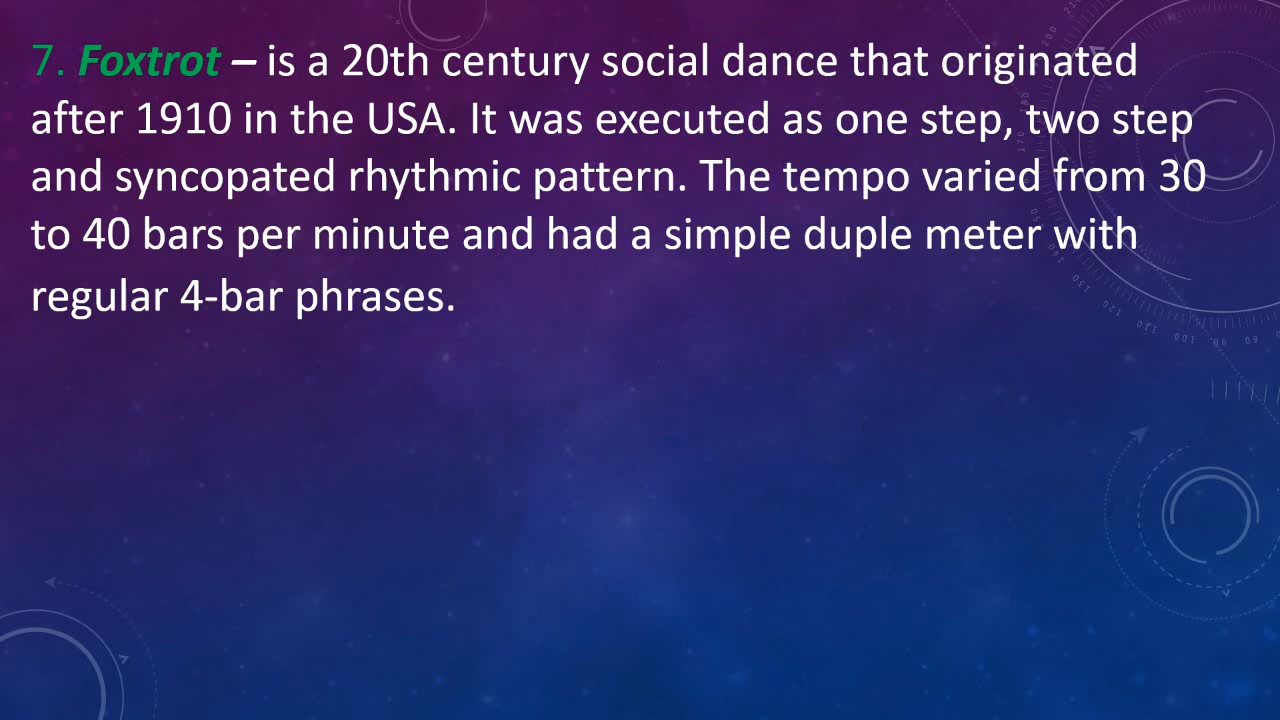 7. Foxtrot – is a 20th century social dance that originated
after 1910 in the USA. It was executed as one step, two step
and syncopated rhythmic pattern. The tempo varied from 30
to 40 bars per minute and had a simple duple meter with
regular 4-bar phrases.